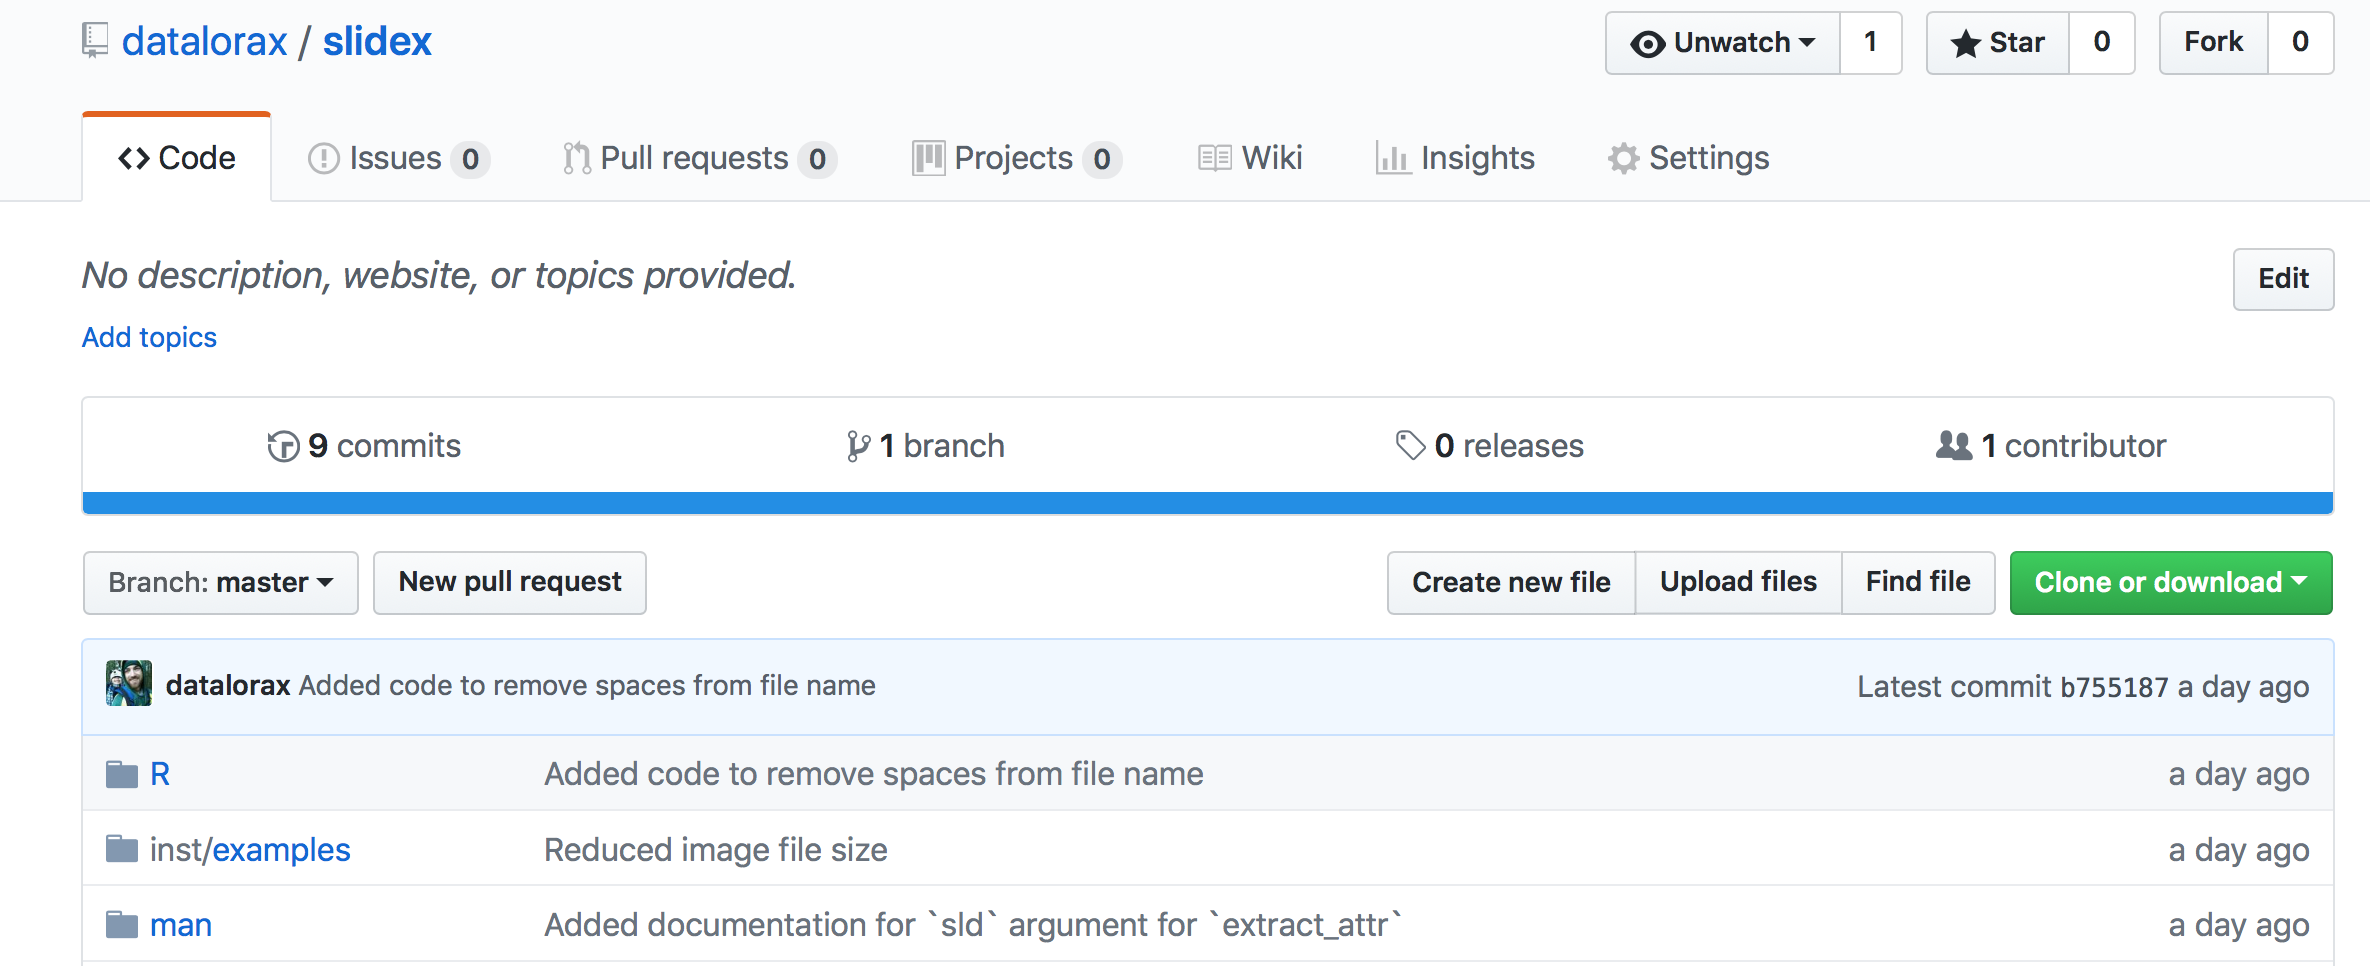 datalorax / slidex
Unwatch 1
Star 0
Fork 0
Code
Issues 0
Pull requests 0
Projects 0
Wiki
Insights
Settings
No description, website, or topics provided.
Edit
Add topics
9 commits
1 branch
0 releases
1 contributor
Branch: master
New pull request
Create new file
Upload files
Find file
Clone or download
datalorax Added code to remove spaces from file name
Latest commit b755187 a day ago
R Added code to remove spaces from file name a day ago
inst/examples Reduced image file size a day ago
man Added documentation for `sld` argument for `extract_attr` a day ago